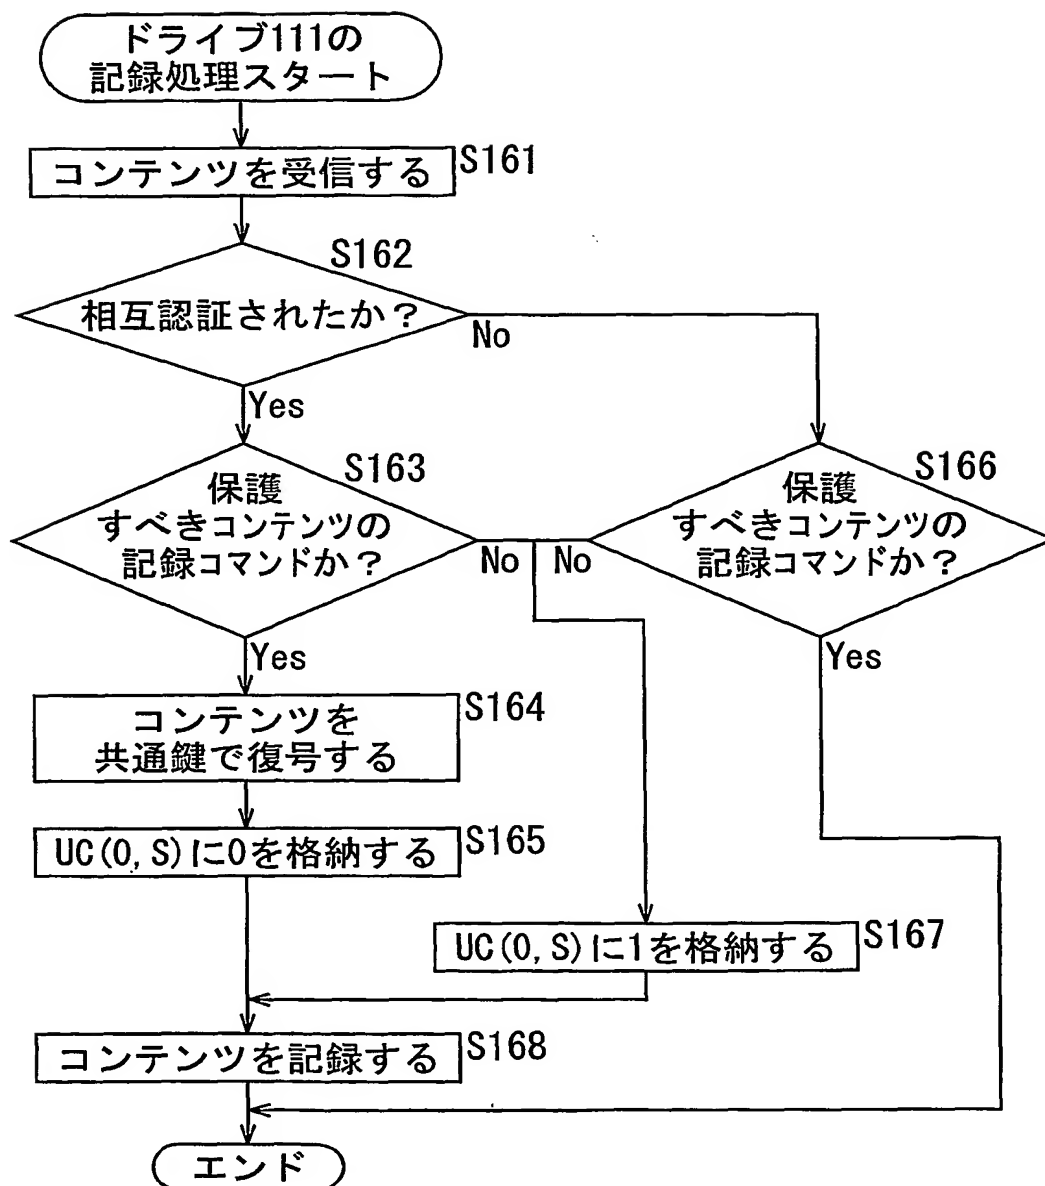 ドライブ111の
記録処理スタート
コンテンツを受信する
S161
S162
相互認証されたか?
No
Yes
S163
保護
すべきコンテンツの
記録コマンドか?
No
Yes
S166
保護
すべきコンテンツの
記録コマンドか?
No
Yes
コンテンツを
共通鍵で復号する
S164
UC(0,S)に0を格納する
S165
UC(0,S)に1を格納する
S167
コンテンツを記録する
S168
エンド